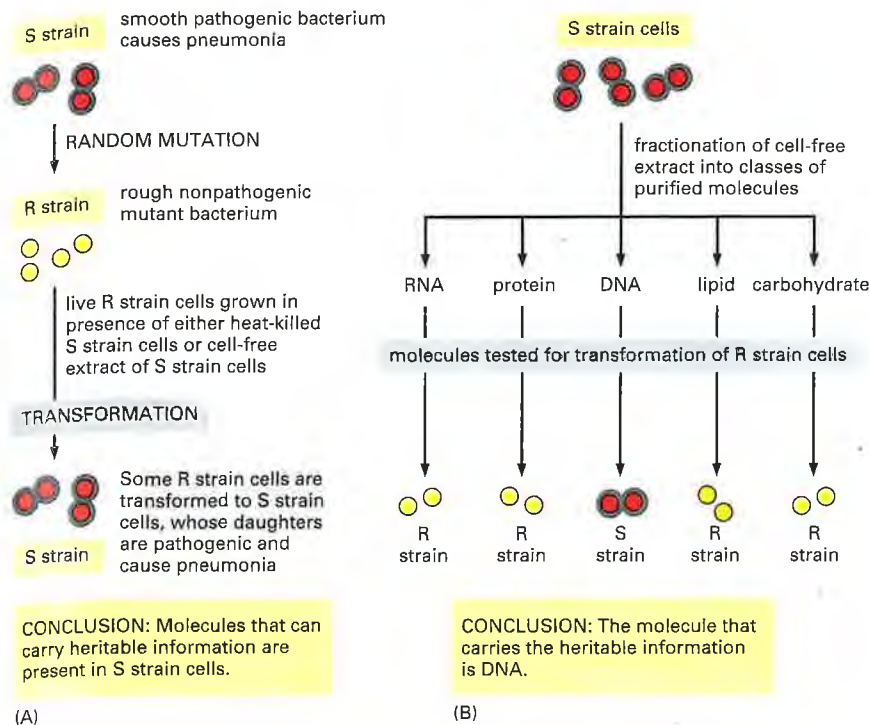 S strain
smooth pathogenic bacterium
causes pneumonia
RANDOM MUTATION
R strain
rough nonpathogenic
mutant bacterium
live R strain cells grown in
presence of either heat-killed
S strain cells or cell-free
extract of S strain cells
TRANSFORMATION
Some R strain cells are
transformed to S strain
cells, whose daughters
are pathogenic and
cause pneumonia
S strain
CONCLUSION: Molecules that can
carry heritable information are
present in S strain cells.
(A)
S strain cells
fractionation of cell-free
extract into classes of
purified molecules
RNA protein DNA lipid carbohydrate
molecules tested for transformation of R strain cells
R R S R R
strain strain strain strain strain
CONCLUSION: The molecule that
carries the heritable information
is DNA.
(B)